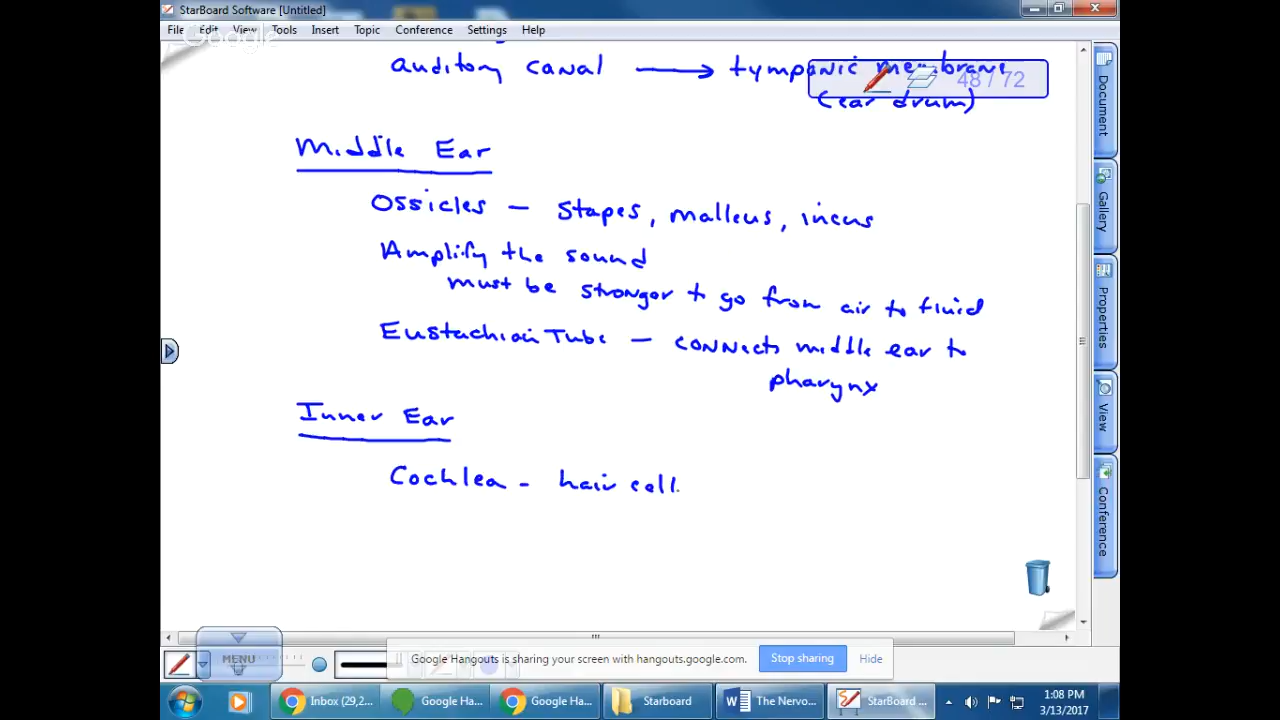 StarBoard Software [Untitled]
File Edit View Tools Insert Topic Conference Settings Help
Google
auditory canal → tympanic membrane
48 / 72
(ear drum)
Middle Ear
Ossicles - stapes, malleus, incus
Amplify the sound
must be stronger to go from air to fluid
Eustachian Tube - connects middle ear to
pharynx
Inner Ear
Cochlea - hair cell
Document
Gallery
Properties
View
Conference
MENU
Google Hangouts is sharing your screen with hangouts.google.com. Stop sharing Hide
Inbox (29,2... Google Ha... Google Ha... Starboard The Nervo... StarBoard ...
1:08 PM
3/13/2017